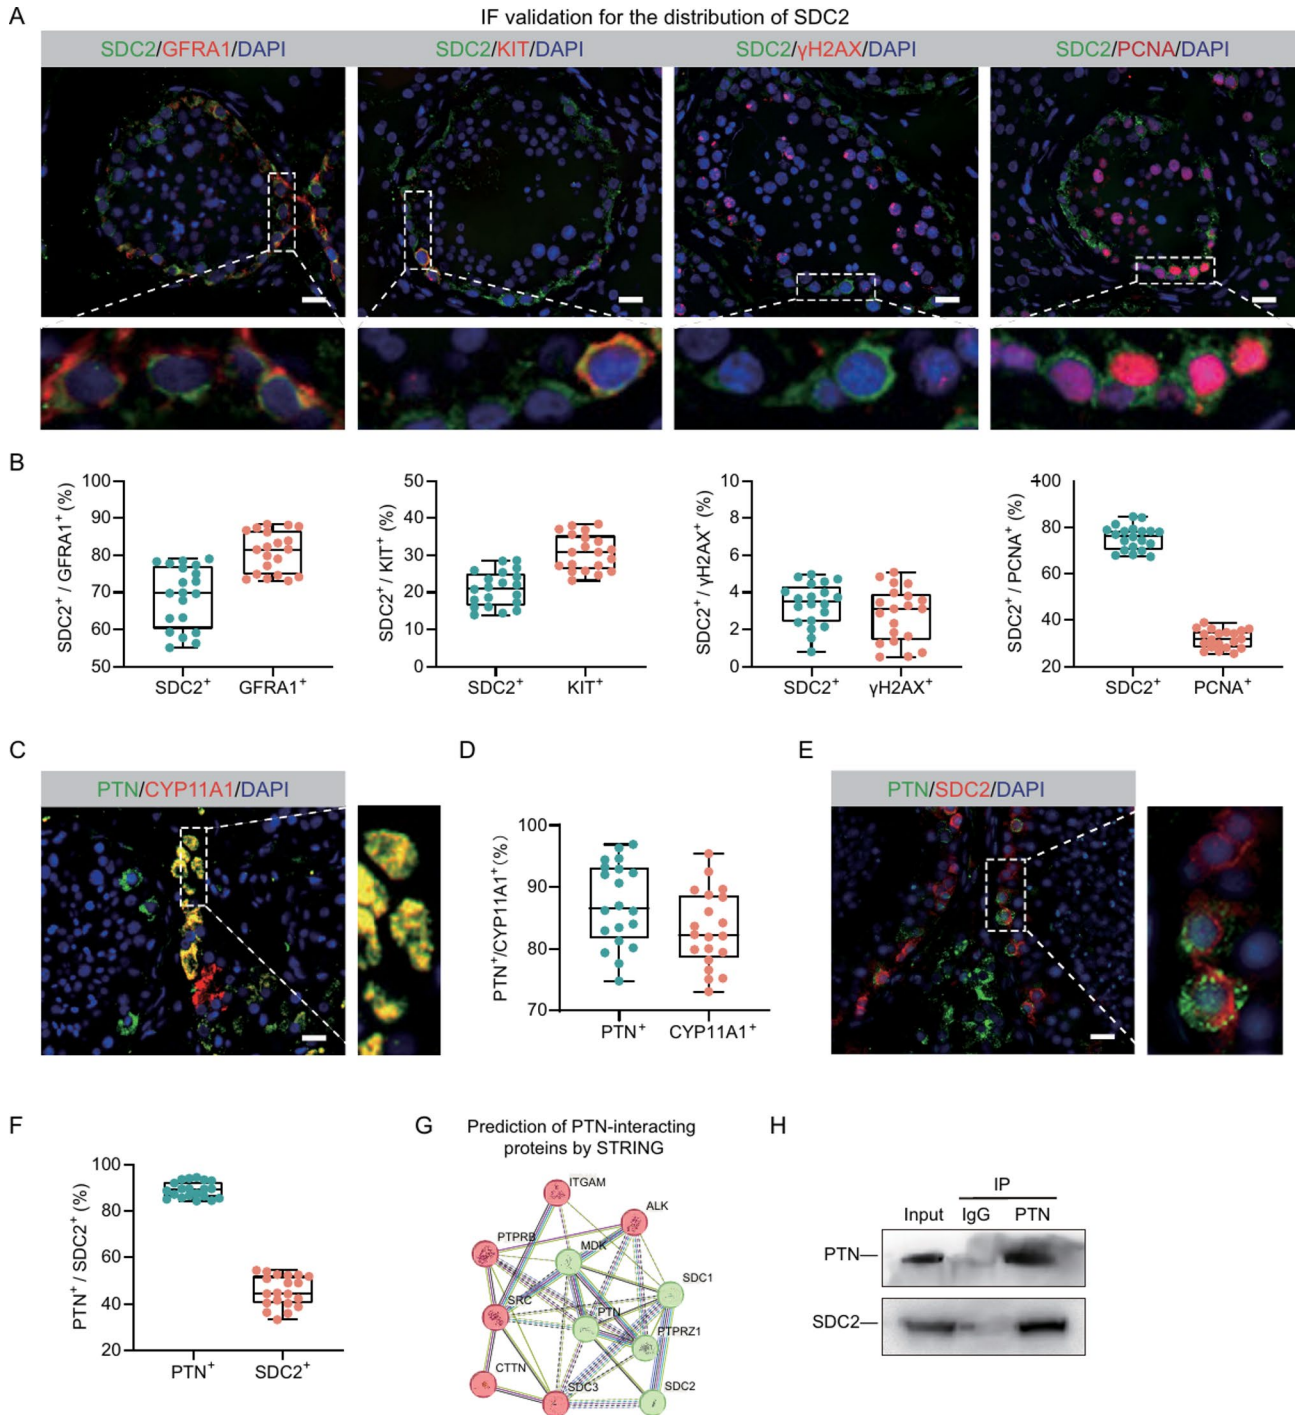 A
IF validation for the distribution of SDC2
SDC2/GFRA1/DAPI
SDC2/KIT/DAPI
SDC2/γH2AX/DAPI
SDC2/PCNA/DAPI
B
SDC2⁺ / GFRA1⁺ (%)
100
90
80
70
60
50
SDC2⁺
GFRA1⁺
SDC2⁺ / KIT⁺ (%)
50
40
30
20
10
0
SDC2⁺
KIT⁺
SDC2⁺ / γH2AX⁺ (%)
10
8
6
4
2
0
SDC2⁺
γH2AX⁺
SDC2⁺ / PCNA⁺ (%)
100
80
60
40
20
SDC2⁺
PCNA⁺
C
PTN/CYP11A1/DAPI
D
PTN⁺/CYP11A1⁺(%)
100
90
80
70
PTN⁺
CYP11A1⁺
E
PTN/SDC2/DAPI
F
PTN⁺ / SDC2⁺ (%)
100
80
60
40
20
PTN⁺
SDC2⁺
G
Prediction of PTN-interacting
proteins by STRING
ITGAM
ALK
PTPRB
MDK
SDC1
SRC
PTN
PTPRZ1
CTTN
SDC3
SDC2
H
IP
Input
IgG
PTN
PTN
SDC2